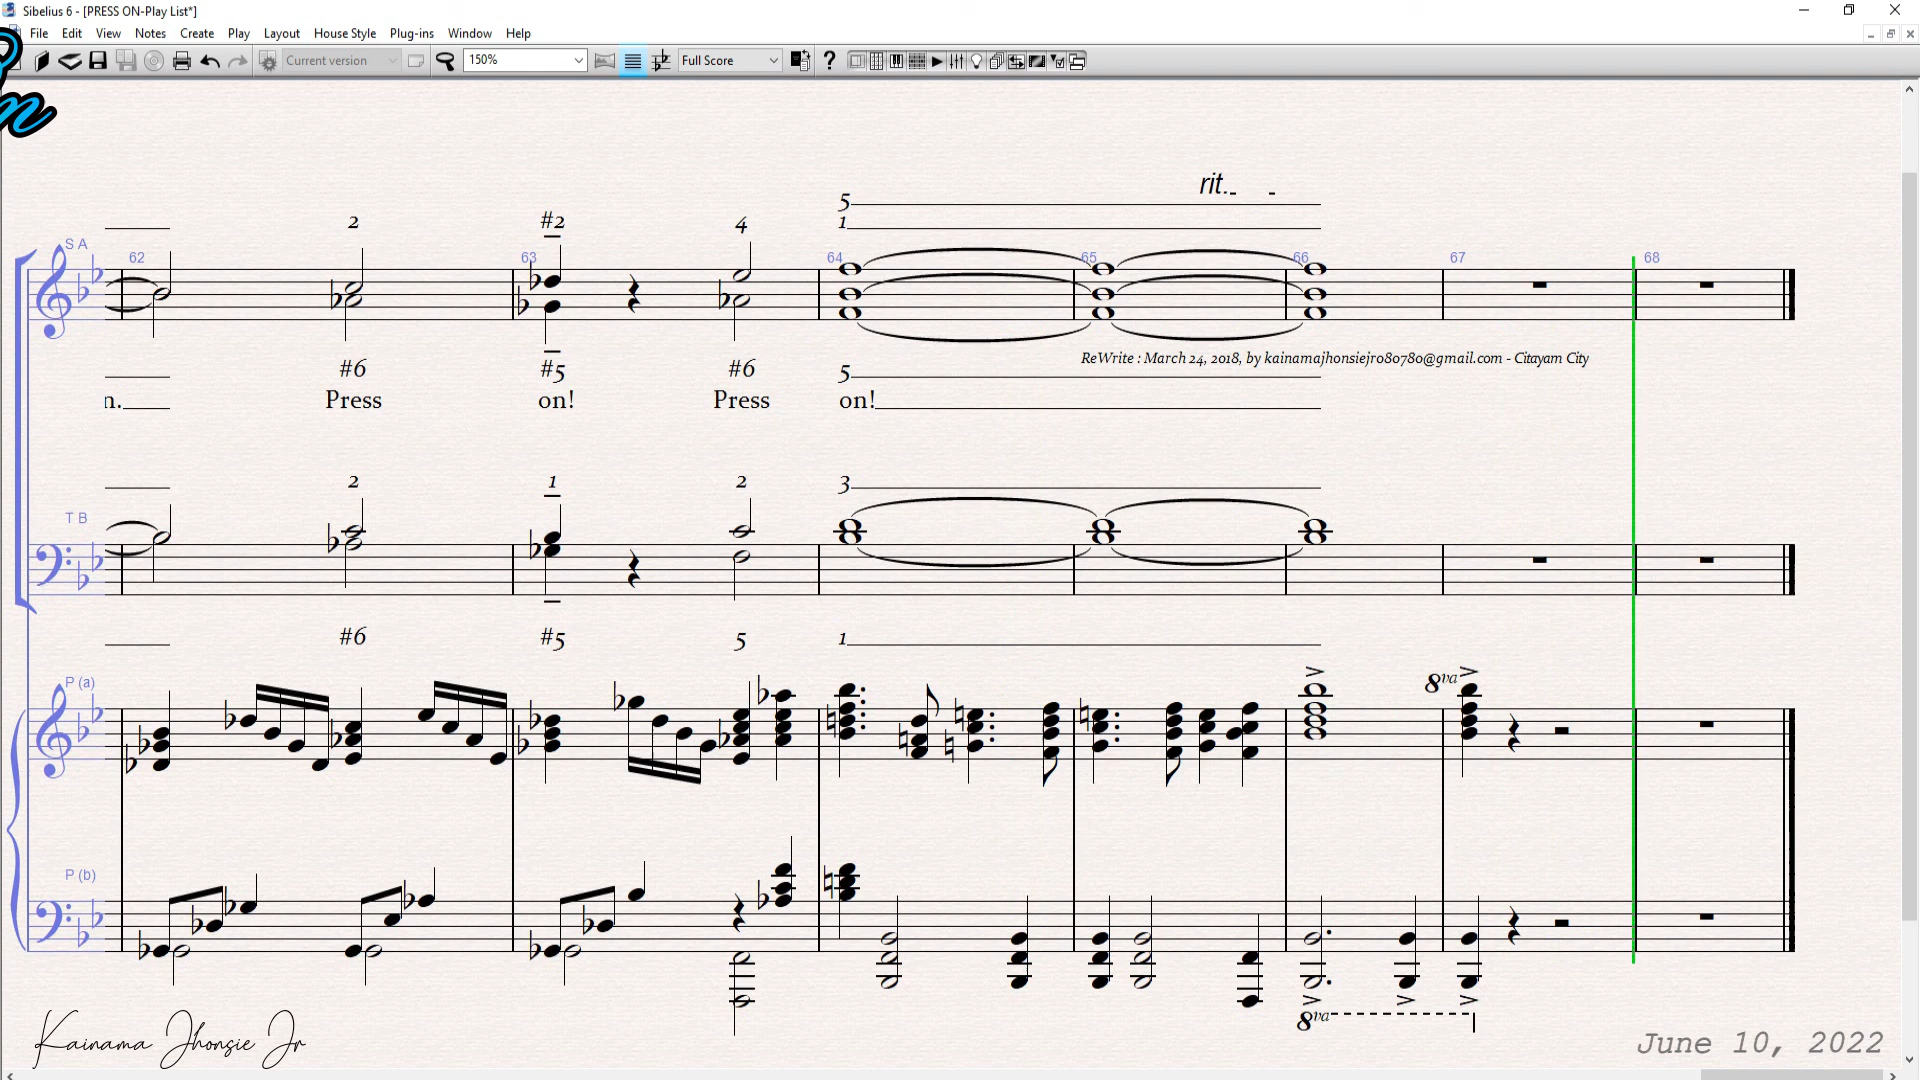 Sibelius 6 - [PRESS ON-Play List*]
File Edit View Notes Create Play Layout House Style Plug-ins Window Help
Current version 150% Full Score ?
rit.
5
2 #2 4 1
S A 62 63 64 65 66 67 68
ReWrite : March 24, 2018, by kainamajhonsiejr080780@gmail.com - Citayam City
#6 #5 #6 5
n. Press on! Press on!
2 1 2 3
T B
#6 #5 5 1
P (a)
8va
P (b)
8va
Kainama Jhonsie Jr
June 10, 2022